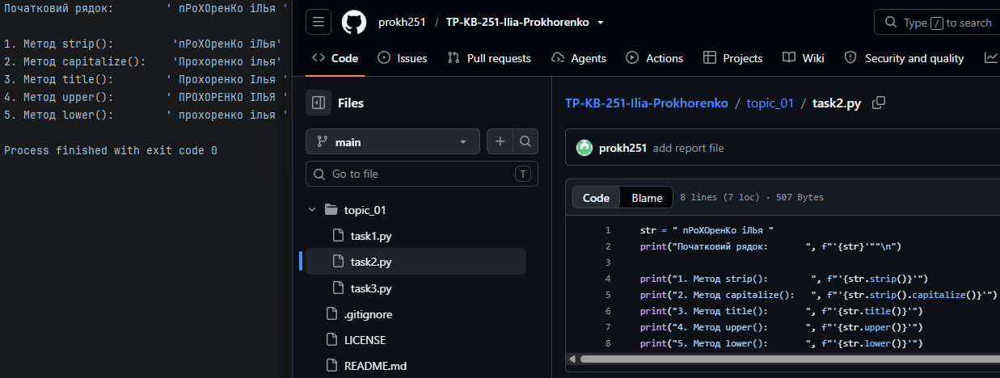 Початковий рядок:        ' пРоХОренКо іЛЬя '
1. Метод strip():         'пРоХОренКо іЛЬя'
2. Метод capitalize():    'Прохоренко ілья'
3. Метод title():        ' Прохоренко Ілья '
4. Метод upper():        ' ПРОХОРЕНКО ІЛЬЯ '
5. Метод lower():        ' прохоренко ілья '
Process finished with exit code 0
prokh251 / TP-KB-251-Ilia-Prokhorenko
Type / to search
Code Issues Pull requests Agents Actions Projects Wiki Security and quality
Files
main
Go to file T
topic_01
task1.py
task2.py
task3.py
.gitignore
LICENSE
README.md
TP-KB-251-Ilia-Prokhorenko / topic_01 / task2.py
prokh251 add report file
Code Blame 8 lines (7 loc) · 507 Bytes
1 str = " пРоХОренКо іЛЬя "
2 print("Початковий рядок:       ", f"'{str}'""\n")
3
4 print("1. Метод strip():        ", f"'{str.strip()}'")
5 print("2. Метод capitalize():   ", f"'{str.strip().capitalize()}'")
6 print("3. Метод title():       ", f"'{str.title()}'")
7 print("4. Метод upper():       ", f"'{str.upper()}'")
8 print("5. Метод lower():       ", f"'{str.lower()}'")